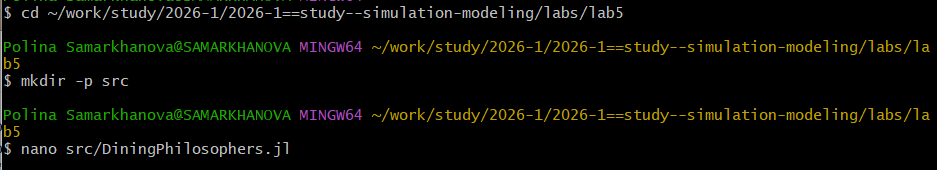 $ cd ~/work/study/2026-1/2026-1==study--simulation-modeling/labs/lab5
Polina Samarkhanova@SAMARKHANOVA MINGW64 ~/work/study/2026-1/2026-1==study--simulation-modeling/labs/la
b5
$ mkdir -p src
Polina Samarkhanova@SAMARKHANOVA MINGW64 ~/work/study/2026-1/2026-1==study--simulation-modeling/labs/la
b5
$ nano src/DiningPhilosophers.jl